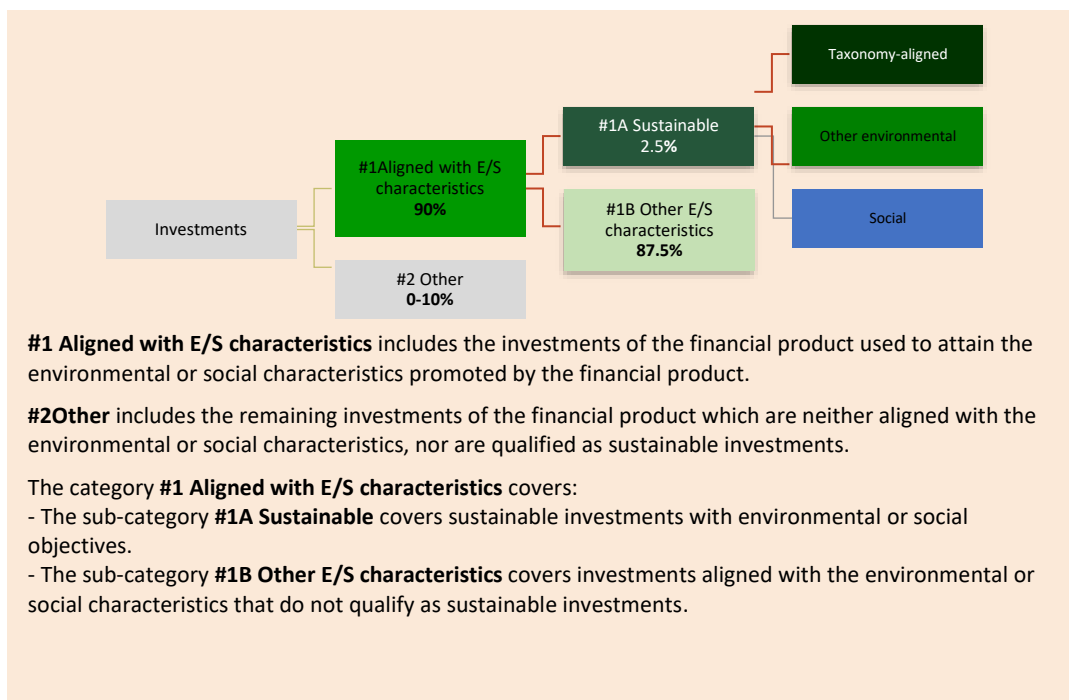 Taxonomy-aligned
#1A Sustainable
2.5%
Other environmental
#1Aligned with E/S
characteristics
90%
#1B Other E/S
characteristics
87.5%
Social
Investments
#2 Other
0-10%
#1 Aligned with E/S characteristics includes the investments of the financial product used to attain the
environmental or social characteristics promoted by the financial product.
#2Other includes the remaining investments of the financial product which are neither aligned with the
environmental or social characteristics, nor are qualified as sustainable investments.
The category #1 Aligned with E/S characteristics covers:
- The sub-category #1A Sustainable covers sustainable investments with environmental or social
objectives.
- The sub-category #1B Other E/S characteristics covers investments aligned with the environmental or
social characteristics that do not qualify as sustainable investments.